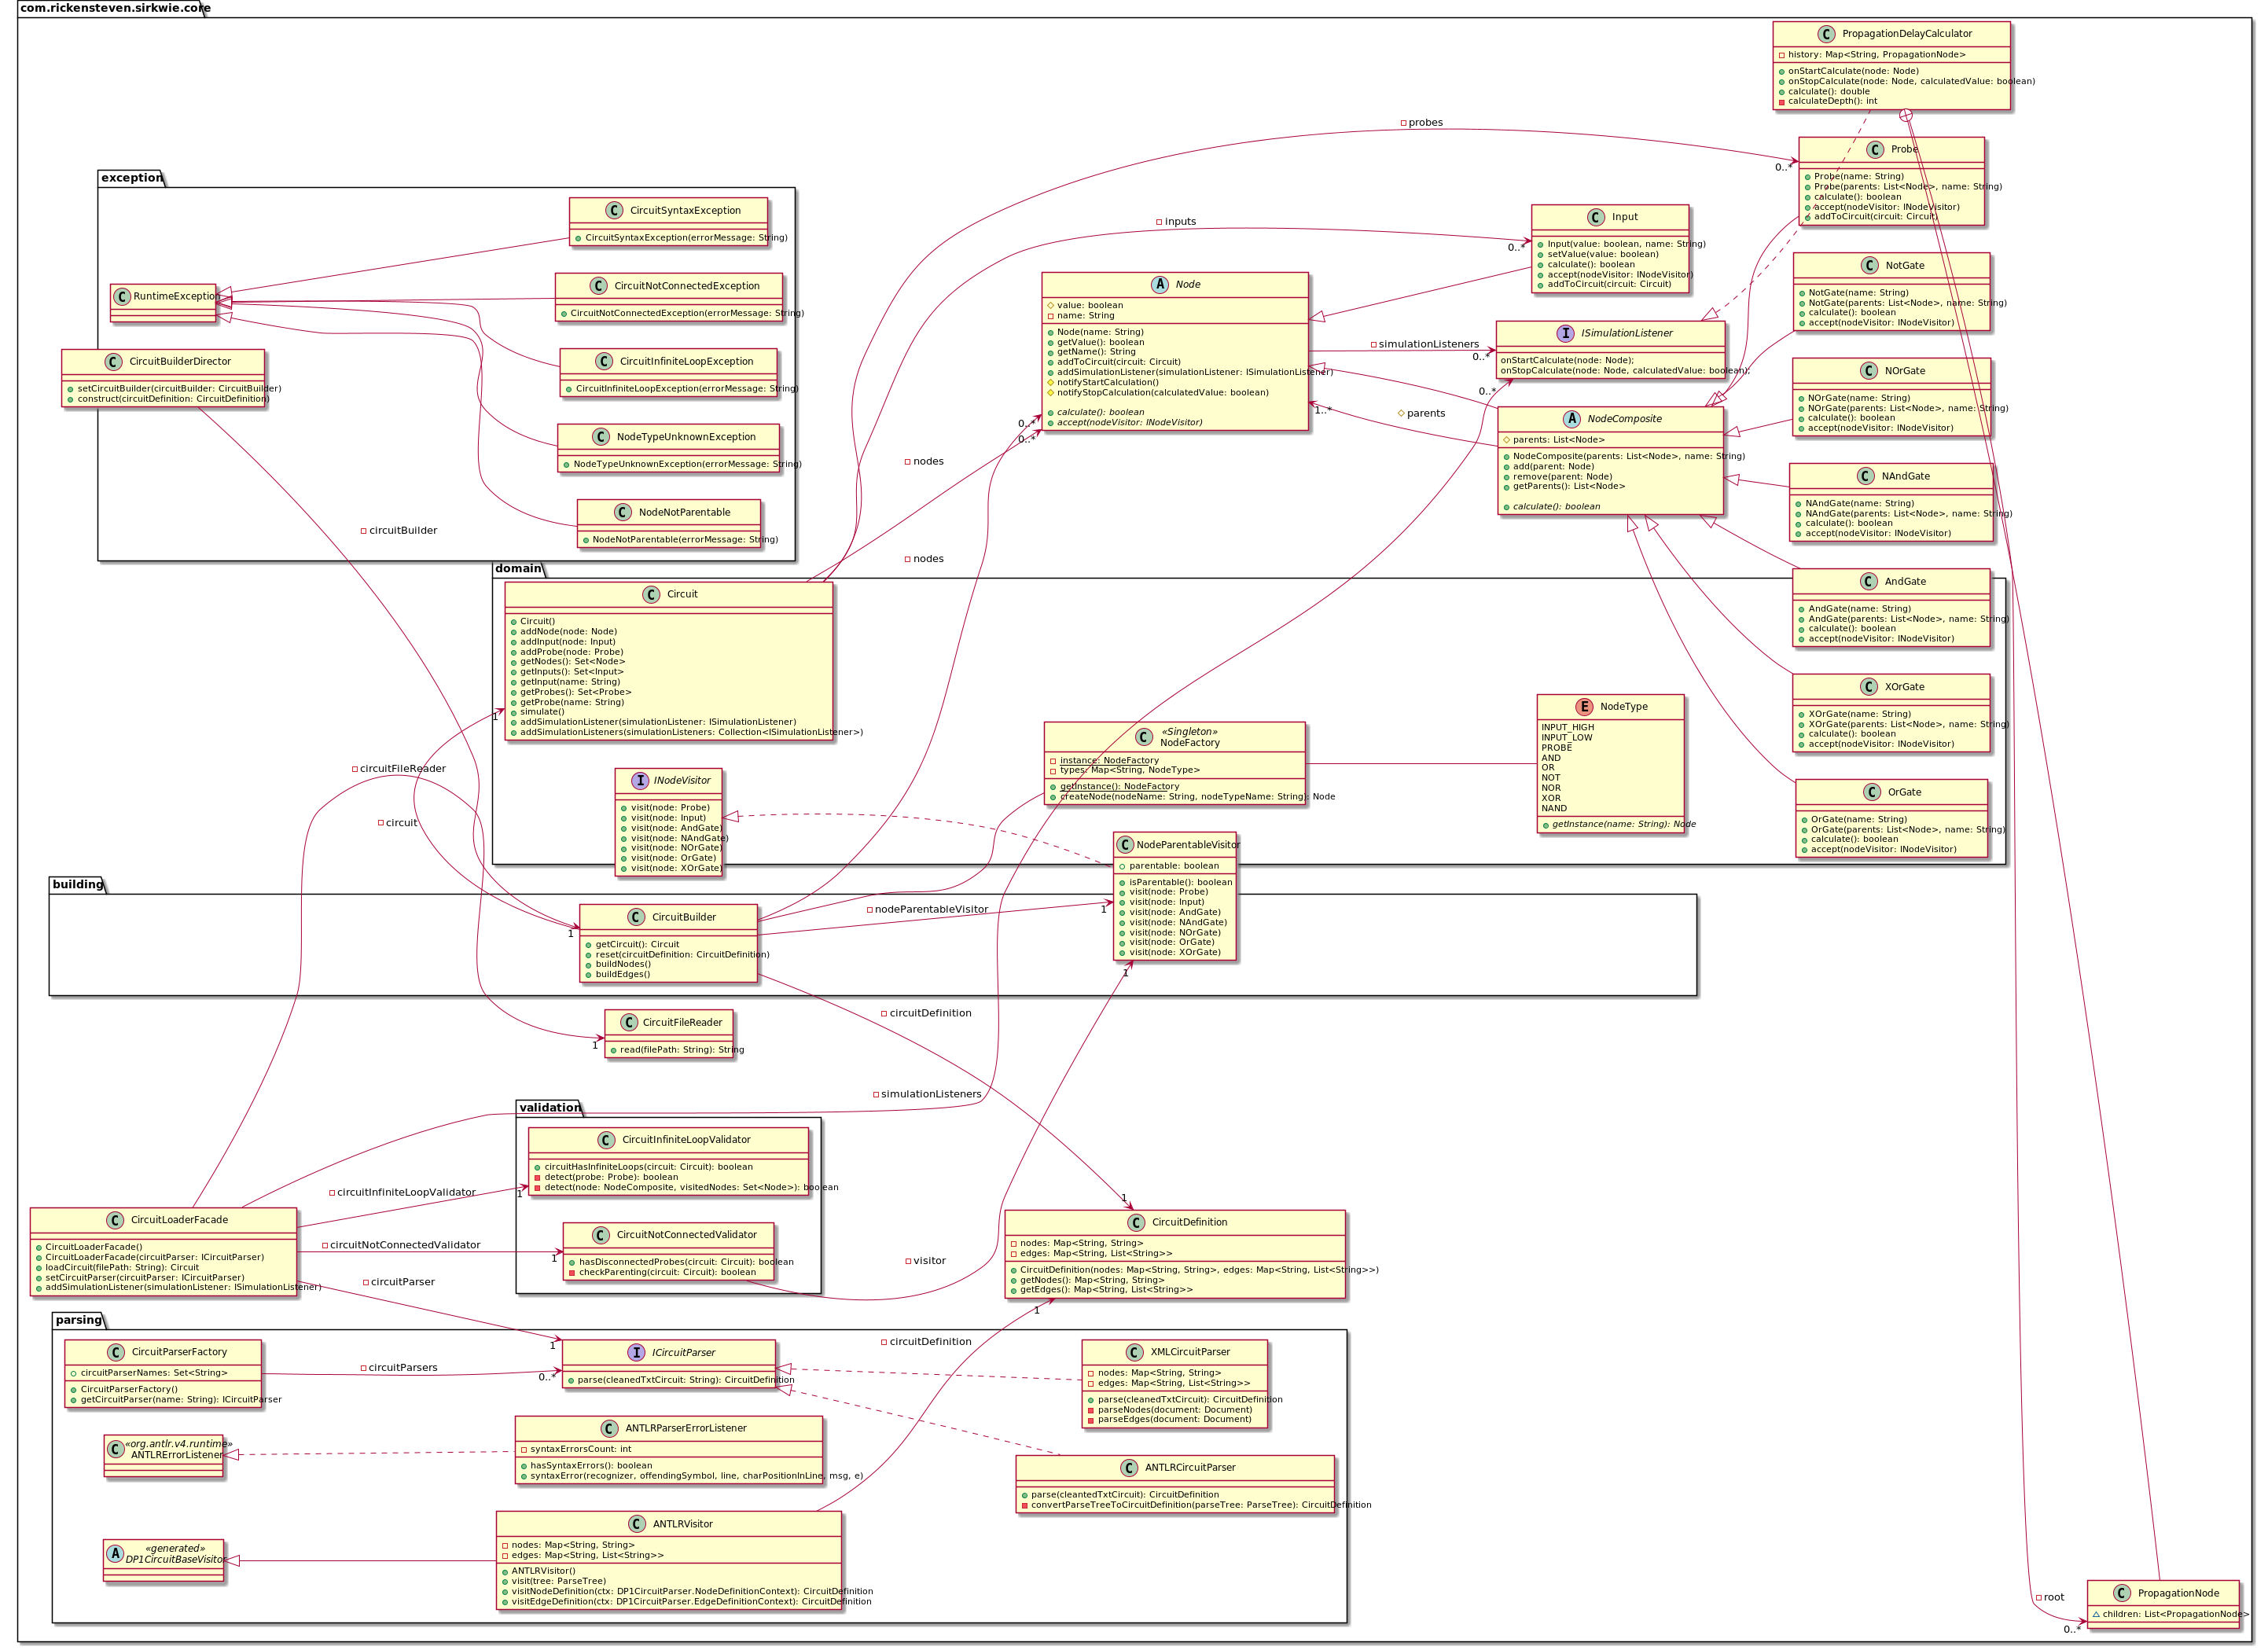 com.rickensteven.sirkwie.core
PropagationDelayCalculator
history: Map<String, PropagationNode>
onStartCalculate(node: Node)
onStopCalculate(node: Node, calculatedValue: boolean)
calculate(): double
calculateDepth(): int
probes
0..*
Probe
Probe(name: String)
Probe(parents: List<Node>, name: String)
calculate(): boolean
accept(nodeVisitor: INodeVisitor)
addToCircuit(circuit: Circuit)
exception
CircuitSyntaxException
CircuitSyntaxException(errorMessage: String)
RuntimeException
CircuitNotConnectedException
CircuitNotConnectedException(errorMessage: String)
CircuitInfiniteLoopException
CircuitInfiniteLoopException(errorMessage: String)
NodeTypeUnknownException
NodeTypeUnknownException(errorMessage: String)
NodeNotParentable
NodeNotParentable(errorMessage: String)
CircuitBuilderDirector
setCircuitBuilder(circuitBuilder: CircuitBuilder)
construct(circuitDefinition: CircuitDefinition)
circuitBuilder
inputs
0..*
Input
Input(value: boolean, name: String)
setValue(value: boolean)
calculate(): boolean
accept(nodeVisitor: INodeVisitor)
addToCircuit(circuit: Circuit)
Node
value: boolean
name: String
Node(name: String)
getValue(): boolean
getName(): String
addToCircuit(circuit: Circuit)
addSimulationListener(simulationListener: ISimulationListener)
notifyStartCalculation()
notifyStopCalculation(calculatedValue: boolean)
calculate(): boolean
accept(nodeVisitor: INodeVisitor)
0..*
0..*
1..*
simulationListeners
0..*
0..*
parents
nodes
nodes
ISimulationListener
onStartCalculate(node: Node);
onStopCalculate(node: Node, calculatedValue: boolean);
NodeComposite
parents: List<Node>
NodeComposite(parents: List<Node>, name: String)
add(parent: Node)
remove(parent: Node)
getParents(): List<Node>
calculate(): boolean
NotGate
NotGate(name: String)
NotGate(parents: List<Node>, name: String)
calculate(): boolean
accept(nodeVisitor: INodeVisitor)
NOrGate
NOrGate(name: String)
NOrGate(parents: List<Node>, name: String)
calculate(): boolean
accept(nodeVisitor: INodeVisitor)
NAndGate
NAndGate(name: String)
NAndGate(parents: List<Node>, name: String)
calculate(): boolean
accept(nodeVisitor: INodeVisitor)
domain
AndGate
AndGate(name: String)
AndGate(parents: List<Node>, name: String)
calculate(): boolean
accept(nodeVisitor: INodeVisitor)
XOrGate
XOrGate(name: String)
XOrGate(parents: List<Node>, name: String)
calculate(): boolean
accept(nodeVisitor: INodeVisitor)
OrGate
OrGate(name: String)
OrGate(parents: List<Node>, name: String)
calculate(): boolean
accept(nodeVisitor: INodeVisitor)
Circuit
Circuit()
addNode(node: Node)
addInput(node: Input)
addProbe(node: Probe)
getNodes(): Set<Node>
getInputs(): Set<Input>
getInput(name: String)
getProbes(): Set<Probe>
getProbe(name: String)
simulate()
addSimulationListener(simulationListener: ISimulationListener)
addSimulationListeners(simulationListeners: Collection<ISimulationListener>)
1
circuitFileReader
circuit
INodeVisitor
visit(node: Probe)
visit(node: Input)
visit(node: AndGate)
visit(node: NAndGate)
visit(node: NOrGate)
visit(node: OrGate)
visit(node: XOrGate)
«Singleton»
NodeFactory
instance: NodeFactory
types: Map<String, NodeType>
getInstance(): NodeFactory
createNode(nodeName: String, nodeTypeName: String): Node
NodeType
INPUT_HIGH
INPUT_LOW
PROBE
AND
OR
NOT
NOR
XOR
NAND
getInstance(name: String): Node
NodeParentableVisitor
parentable: boolean
isParentable(): boolean
visit(node: Probe)
visit(node: Input)
visit(node: AndGate)
visit(node: NAndGate)
visit(node: NOrGate)
visit(node: OrGate)
visit(node: XOrGate)
building
CircuitBuilder
getCircuit(): Circuit
reset(circuitDefinition: CircuitDefinition)
buildNodes()
buildEdges()
1
nodeParentableVisitor
1
1
circuitDefinition
CircuitFileReader
read(filePath: String): String
1
simulationListeners
validation
CircuitInfiniteLoopValidator
circuitHasInfiniteLoops(circuit: Circuit): boolean
detect(probe: Probe): boolean
detect(node: NodeComposite, visitedNodes: Set<Node>): boolean
circuitInfiniteLoopValidator
1
CircuitNotConnectedValidator
hasDisconnectedProbes(circuit: Circuit): boolean
checkParenting(circuit: Circuit): boolean
circuitNotConnectedValidator
1
visitor
CircuitLoaderFacade
CircuitLoaderFacade()
CircuitLoaderFacade(circuitParser: ICircuitParser)
loadCircuit(filePath: String): Circuit
setCircuitParser(circuitParser: ICircuitParser)
addSimulationListener(simulationListener: ISimulationListener)
circuitParser
1
1
CircuitDefinition
nodes: Map<String, String>
edges: Map<String, List<String>>
CircuitDefinition(nodes: Map<String, String>, edges: Map<String, List<String>>)
getNodes(): Map<String, String>
getEdges(): Map<String, List<String>>
1
parsing
CircuitParserFactory
circuitParserNames: Set<String>
CircuitParserFactory()
getCircuitParser(name: String): ICircuitParser
circuitParsers
0..*
ICircuitParser
parse(cleanedTxtCircuit: String): CircuitDefinition
circuitDefinition
XMLCircuitParser
nodes: Map<String, String>
edges: Map<String, List<String>>
parse(cleanedTxtCircuit): CircuitDefinition
parseNodes(document: Document)
parseEdges(document: Document)
«org.antlr.v4.runtime»
ANTLRErrorListener
ANTLRParserErrorListener
syntaxErrorsCount: int
hasSyntaxErrors(): boolean
syntaxError(recognizer, offendingSymbol, line, charPositionInLine, msg, e)
ANTLRCircuitParser
parse(cleantedTxtCircuit): CircuitDefinition
convertParseTreeToCircuitDefinition(parseTree: ParseTree): CircuitDefinition
«generated»
DP1CircuitBaseVisitor
ANTLRVisitor
nodes: Map<String, String>
edges: Map<String, List<String>>
ANTLRVisitor()
visit(tree: ParseTree)
visitNodeDefinition(ctx: DP1CircuitParser.NodeDefinitionContext): CircuitDefinition
visitEdgeDefinition(ctx: DP1CircuitParser.EdgeDefinitionContext): CircuitDefinition
root
0..*
PropagationNode
children: List<PropagationNode>